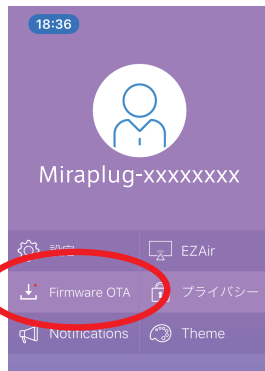 18:36
Miraplug-xxxxxxxx
設定 EZAir
Firmware OTA プライバシー
Notifications Theme